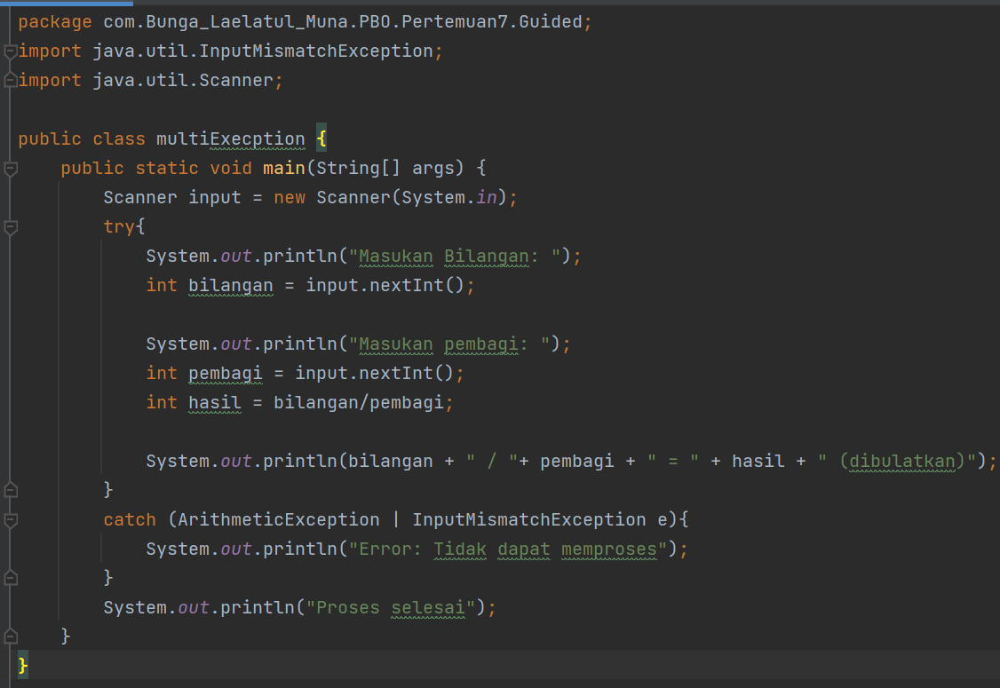 package com.Bunga_Laelatul_Muna.PBO.Pertemuan7.Guided;
import java.util.InputMismatchException;
import java.util.Scanner;
public class multiExecption {
public static void main(String[] args) {
Scanner input = new Scanner(System.in);
try{
System.out.println("Masukan Bilangan: ");
int bilangan = input.nextInt();
System.out.println("Masukan pembagi: ");
int pembagi = input.nextInt();
int hasil = bilangan/pembagi;
System.out.println(bilangan + " / "+ pembagi + " = " + hasil + " (dibulatkan)");
}
catch (ArithmeticException | InputMismatchException e){
System.out.println("Error: Tidak dapat memproses");
}
System.out.println("Proses selesai");
}
}